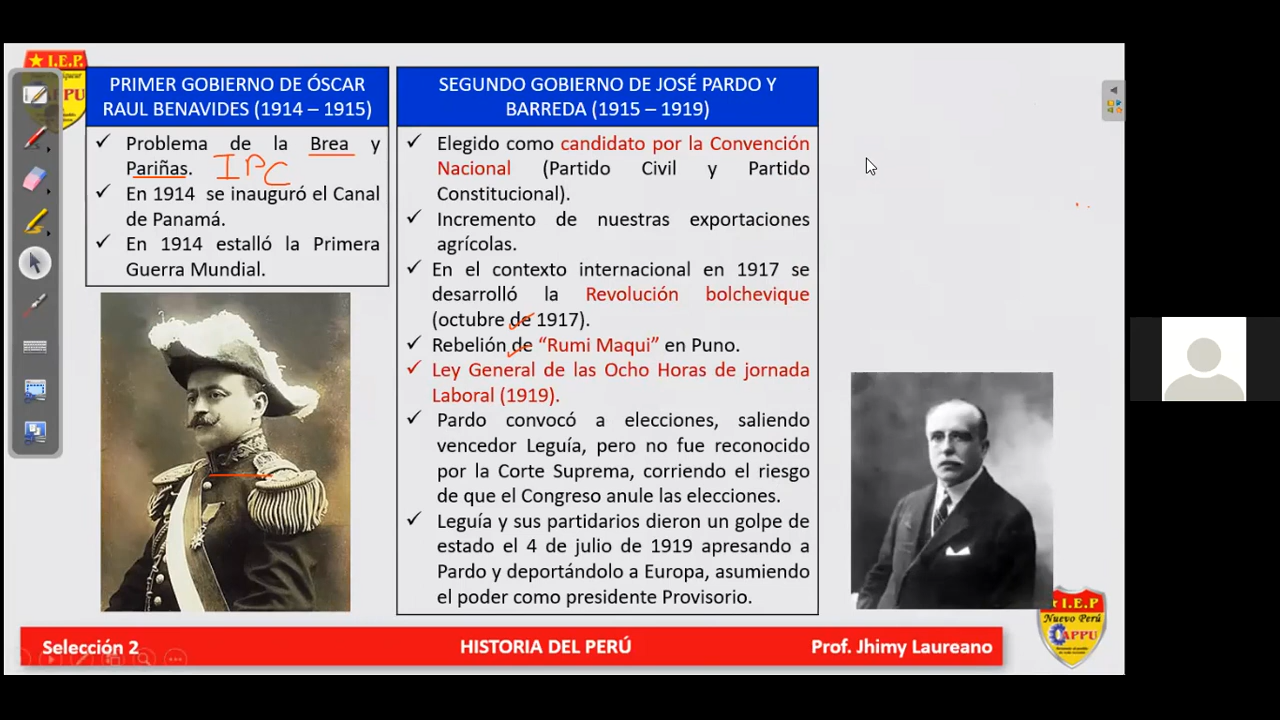 ★ I.E.P.
PPU
PRIMER GOBIERNO DE ÓSCAR
RAUL BENAVIDES (1914 – 1915)
✓ Problema de la Brea y
Pariñas. IPC
✓ En 1914 se inauguró el Canal
de Panamá.
✓ En 1914 estalló la Primera
Guerra Mundial.
SEGUNDO GOBIERNO DE JOSÉ PARDO Y
BARREDA (1915 – 1919)
✓ Elegido como candidato por la Convención
Nacional (Partido Civil y Partido
Constitucional).
✓ Incremento de nuestras exportaciones
agrícolas.
✓ En el contexto internacional en 1917 se
desarrolló la Revolución bolchevique
(octubre de 1917).
✓ Rebelión de “Rumi Maqui” en Puno.
✓ Ley General de las Ocho Horas de jornada
Laboral (1919).
✓ Pardo convocó a elecciones, saliendo
vencedor Leguía, pero no fue reconocido
por la Corte Suprema, corriendo el riesgo
de que el Congreso anule las elecciones.
✓ Leguía y sus partidarios dieron un golpe de
estado el 4 de julio de 1919 apresando a
Pardo y deportándolo a Europa, asumiendo
el poder como presidente Provisorio.
★ I.E.P
Nuevo Perú
CAPPU
Selección 2
HISTORIA DEL PERÚ
Prof. Jhimy Laureano